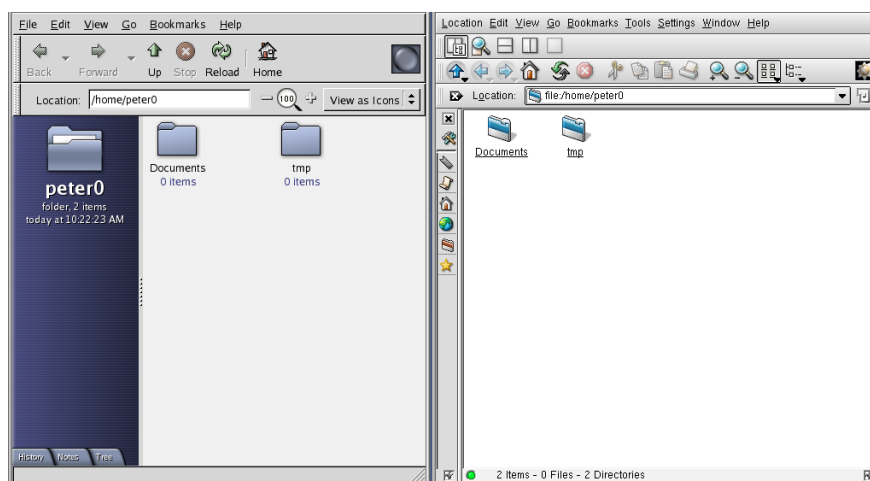 File Edit View Go Bookmarks Help
Back Forward Up Stop Reload Home
Location: /home/peter0 100 View as Icons
peter0
folder, 2 items
today at 10:22:23 AM
Documents
0 items
tmp
0 items
History Notes Tree
Location Edit View Go Bookmarks Tools Settings Window Help
Location: file:/home/peter0
Documents tmp
2 Items - 0 Files - 2 Directories